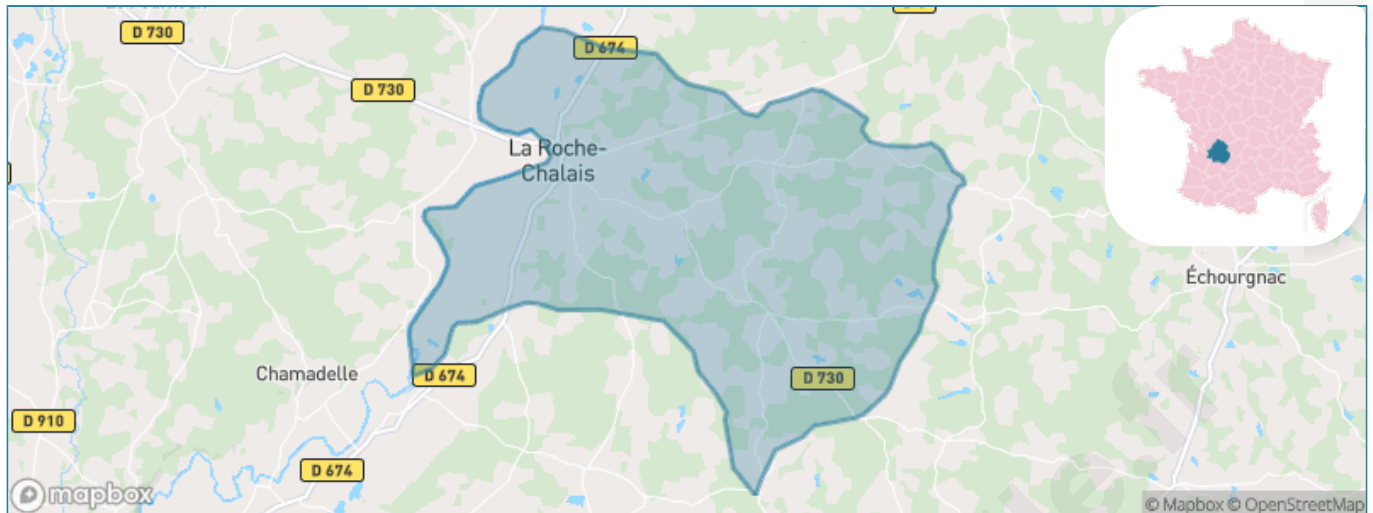 D 730
D 674
D 730
La Roche-
Chalais
Échourgnac
Chamadelle
D 674
D 730
D 910
D 674
mapbox
© Mapbox © OpenStreetMap